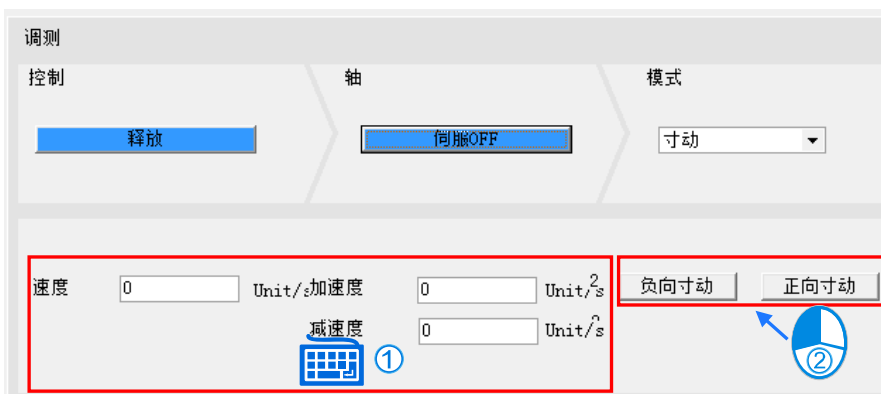 调测
控制 轴 模式
释放 伺服OFF 寸动
速度 0 Unit/s 加速度 0 Unit/s2 负向寸动 正向寸动
减速度 0 Unit/s2
① ②